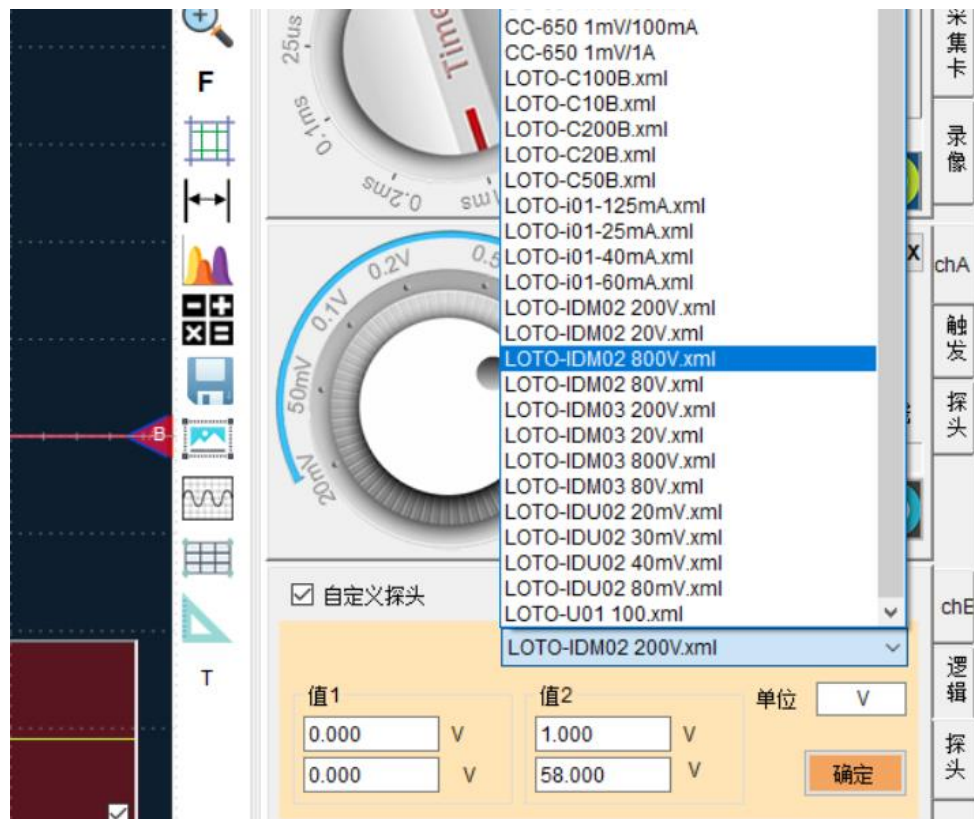 F
T
B
25us
0.1ms
0.2ms
Time
20mV
50mV
0.1V
0.2V
0.5
CC-650 1mV/100mA
CC-650 1mV/1A
LOTO-C100B.xml
LOTO-C10B.xml
LOTO-C200B.xml
LOTO-C20B.xml
LOTO-C50B.xml
LOTO-i01-125mA.xml
LOTO-i01-25mA.xml
LOTO-i01-40mA.xml
LOTO-i01-60mA.xml
LOTO-IDM02 200V.xml
LOTO-IDM02 20V.xml
LOTO-IDM02 800V.xml
LOTO-IDM02 80V.xml
LOTO-IDM03 200V.xml
LOTO-IDM03 20V.xml
LOTO-IDM03 800V.xml
LOTO-IDM03 80V.xml
LOTO-IDU02 20mV.xml
LOTO-IDU02 30mV.xml
LOTO-IDU02 40mV.xml
LOTO-IDU02 80mV.xml
LOTO-U01 100.xml
自定义探头
LOTO-IDM02 200V.xml
值1
值2
单位 V
0.000 V
1.000 V
0.000 V
58.000 V
确定
采集卡
录像
X
chA
触发
探头
chE
逻辑
探头